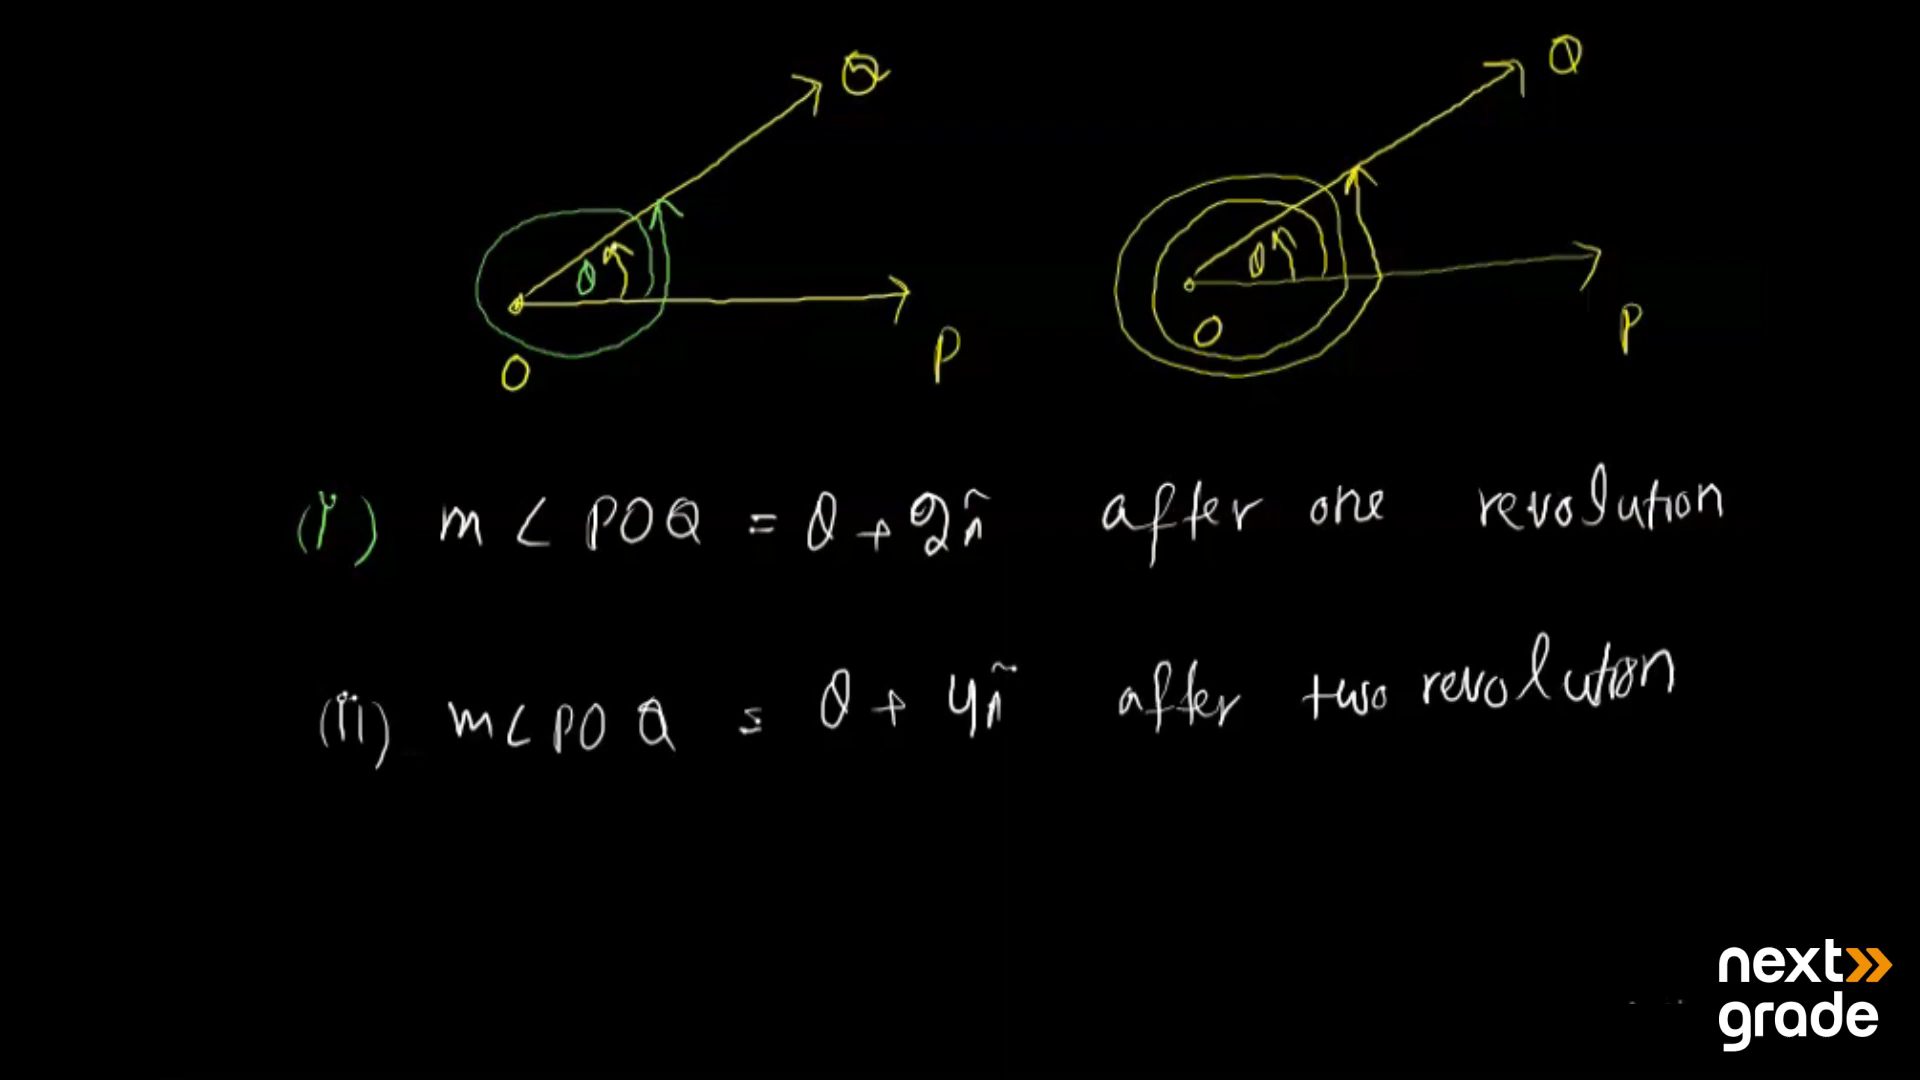 Q
Q
θ
θ
O
P
O
P
(i) m∠POQ = θ + 2π after one revolution
(ii) m∠POQ = θ + 4π after two revolution
next
grade